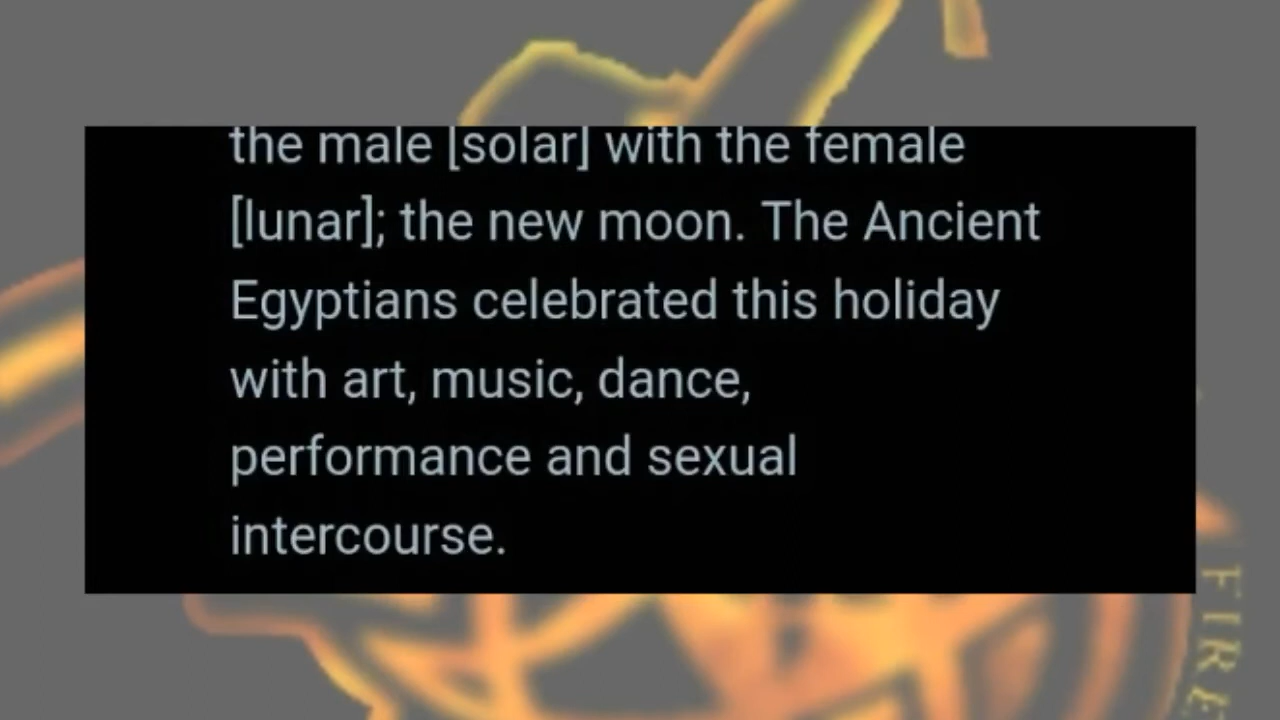 the male [solar] with the female
[lunar]; the new moon. The Ancient
Egyptians celebrated this holiday
with art, music, dance,
performance and sexual
intercourse.
FIRE